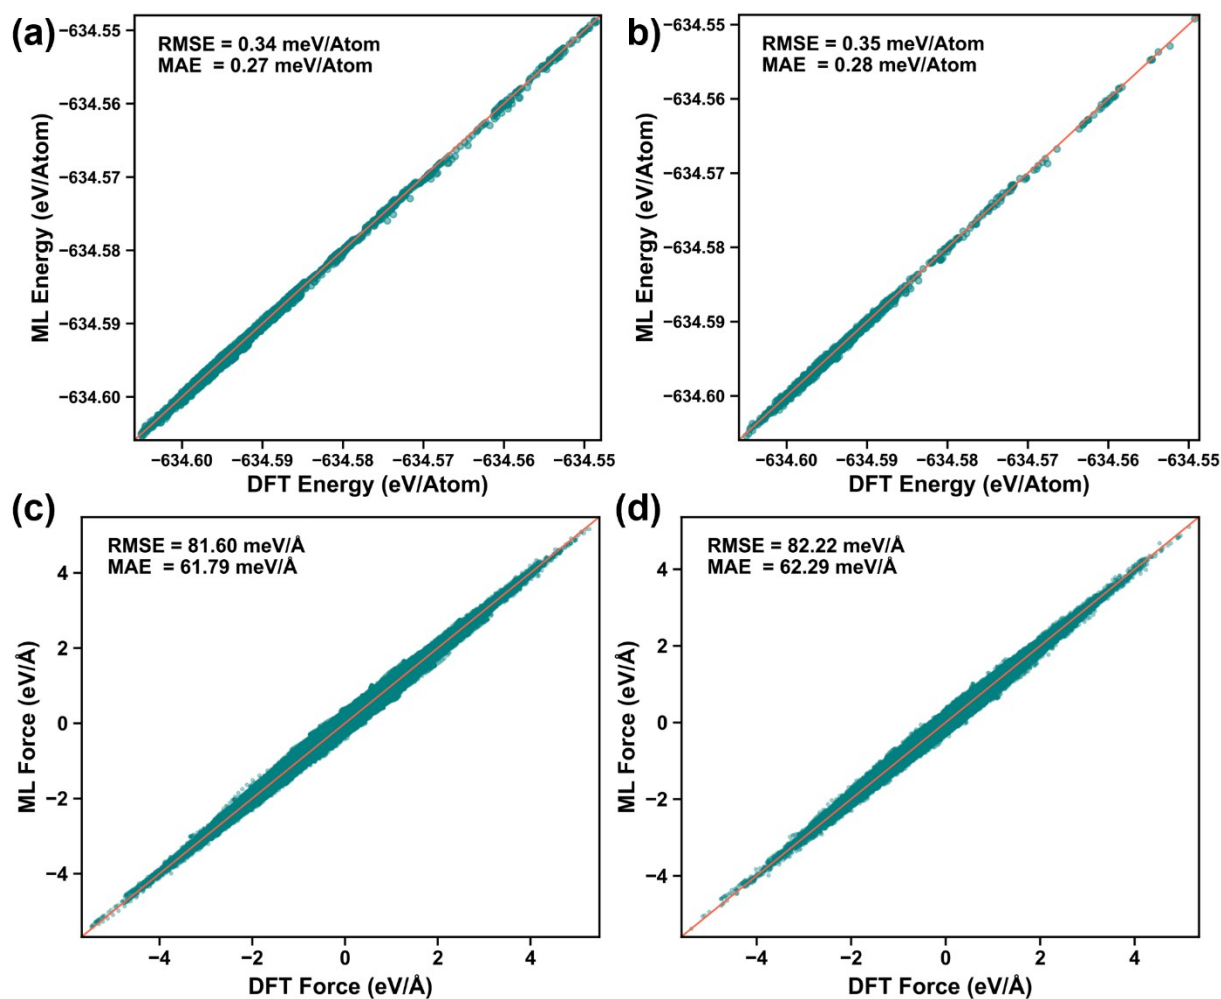 (a)
RMSE = 0.34 meV/Atom
MAE = 0.27 meV/Atom
ML Energy (eV/Atom)
−634.55
−634.56
−634.57
−634.58
−634.59
−634.60
−634.60 −634.59 −634.58 −634.57 −634.56 −634.55
DFT Energy (eV/Atom)
(b)
RMSE = 0.35 meV/Atom
MAE = 0.28 meV/Atom
ML Energy (eV/Atom)
−634.55
−634.56
−634.57
−634.58
−634.59
−634.60
−634.60 −634.59 −634.58 −634.57 −634.56 −634.55
DFT Energy (eV/Atom)
(c)
RMSE = 81.60 meV/Å
MAE = 61.79 meV/Å
ML Force (eV/Å)
4
2
0
−2
−4
−4 −2 0 2 4
DFT Force (eV/Å)
(d)
RMSE = 82.22 meV/Å
MAE = 62.29 meV/Å
ML Force (eV/Å)
4
2
0
−2
−4
−4 −2 0 2 4
DFT Force (eV/Å)